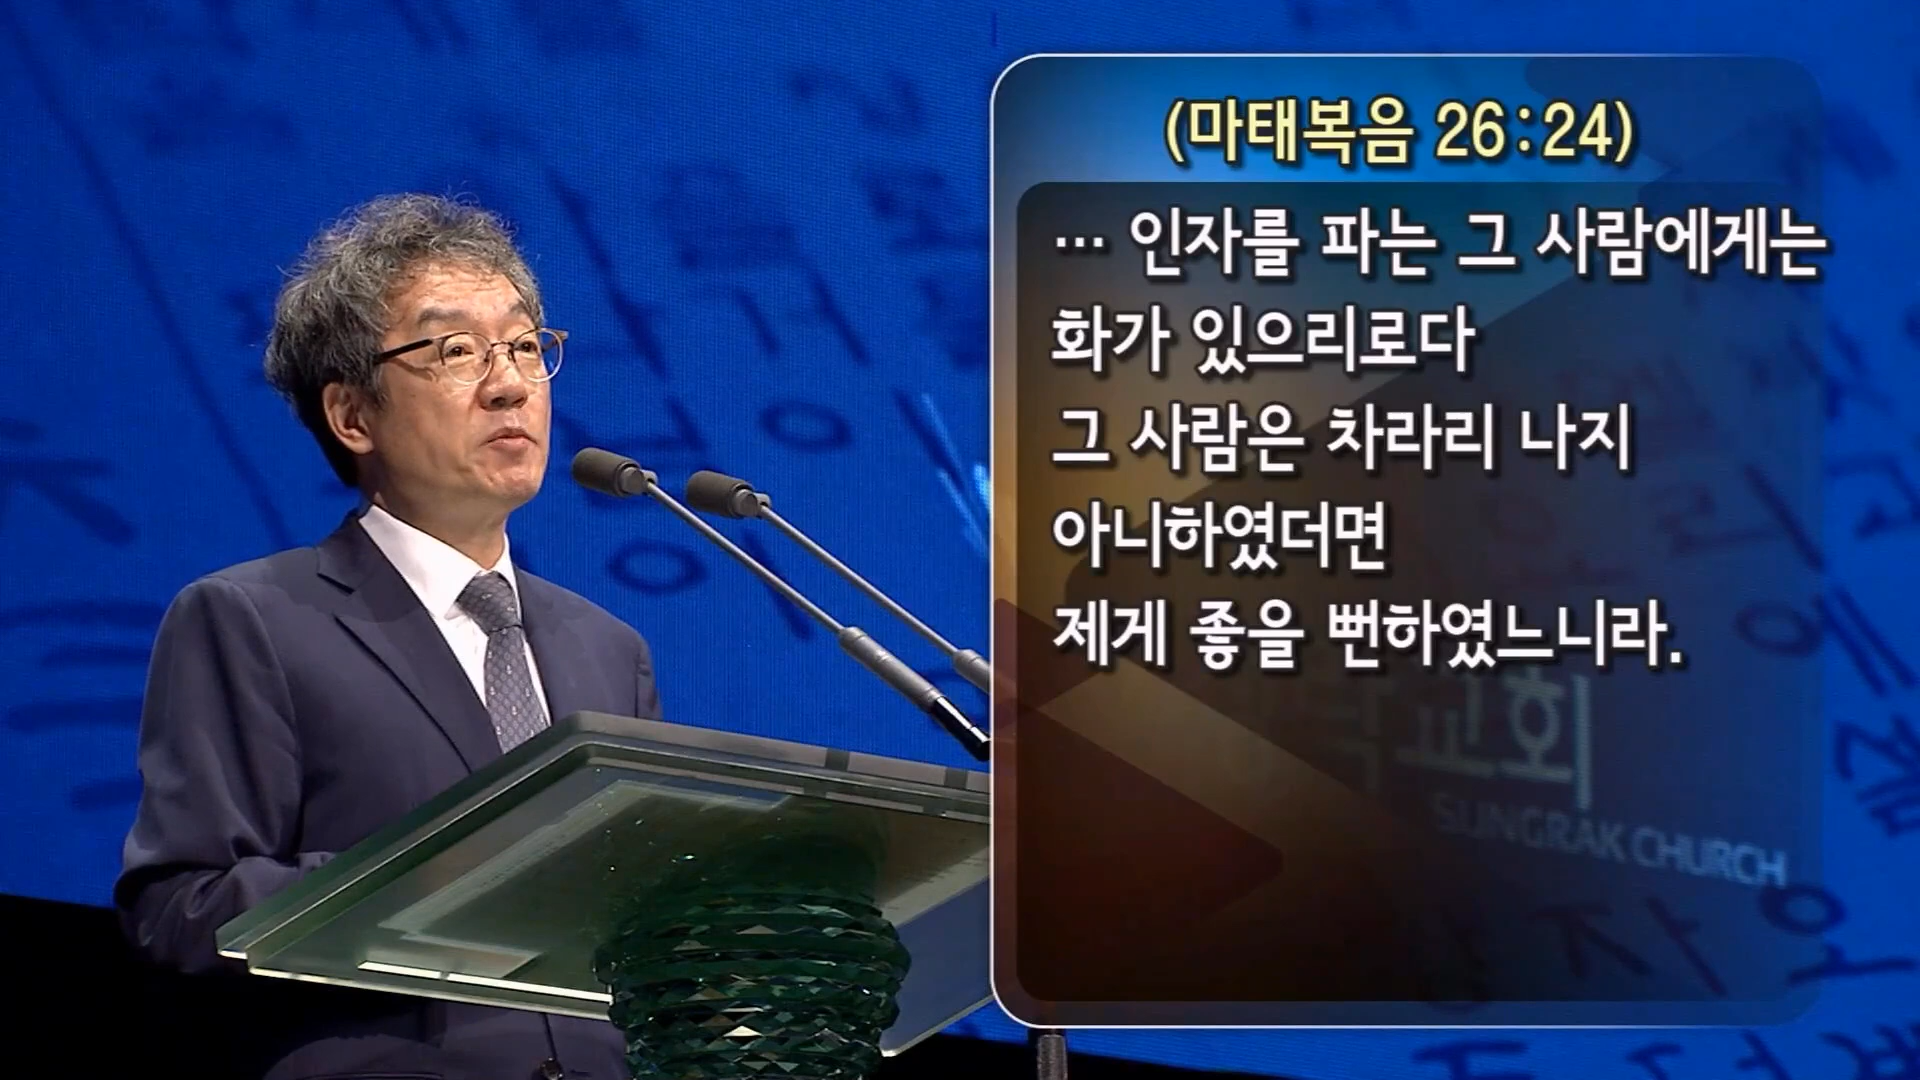 (마태복음 26:24)
… 인자를 파는 그 사람에게는
화가 있으리로다
그 사람은 차라리 나지
아니하였더면
제게 좋을 뻔하였느니라.
교회
SUNGRAK CHURCH